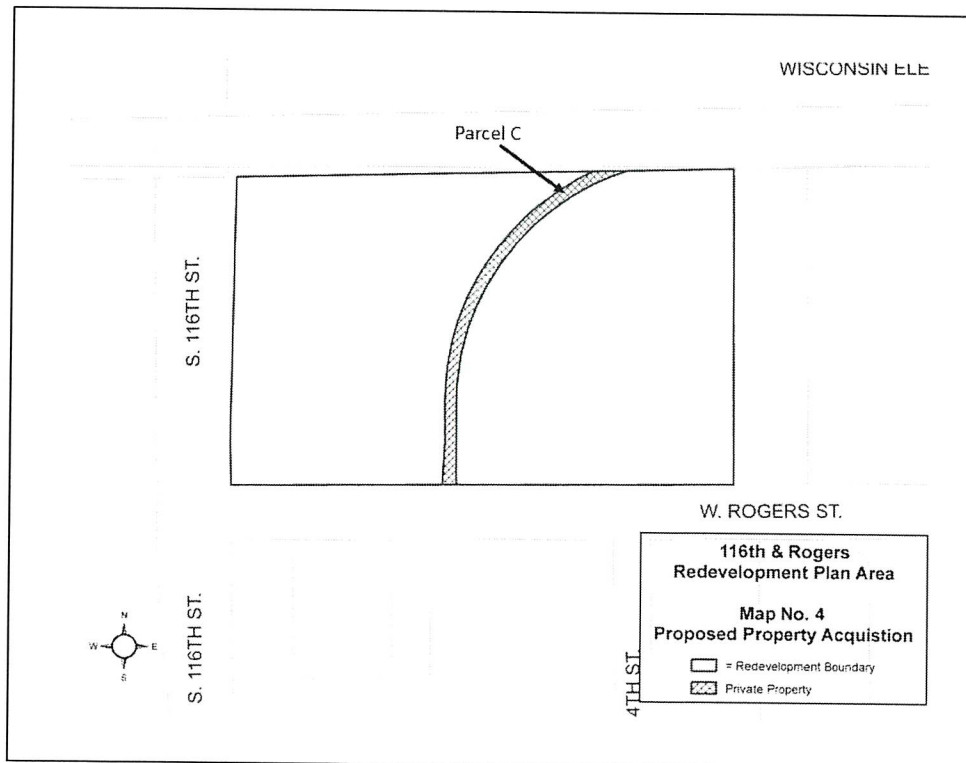 WISCONSIN ELE
Parcel C
S. 116TH ST.
W. ROGERS ST.
116th & Rogers
Redevelopment Plan Area
Map No. 4
Proposed Property Acquistion
= Redevelopment Boundary
Private Property
N
W
E
S
S. 116TH ST.
4TH ST.